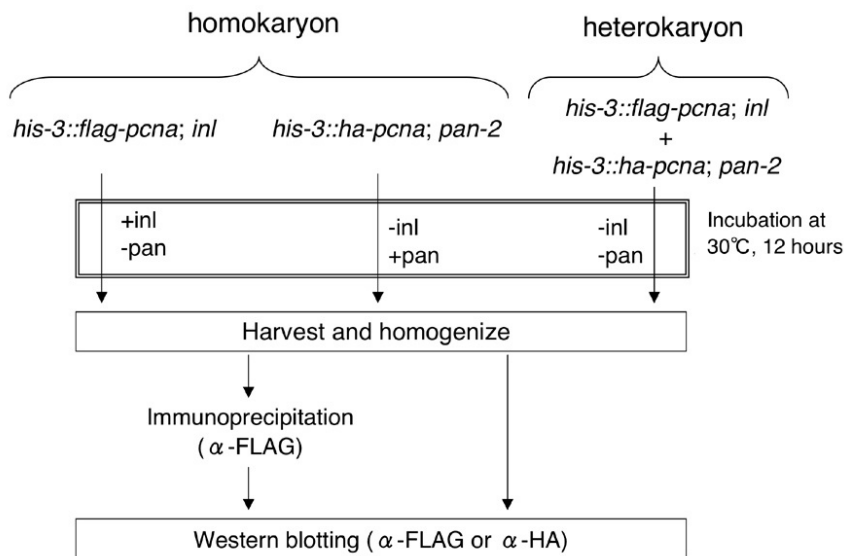 homokaryon
heterokaryon
his-3::flag-pcna; inl
his-3::ha-pcna; pan-2
his-3::flag-pcna; inl
+
his-3::ha-pcna; pan-2
+inl
-pan
-inl
+pan
-inl
-pan
Incubation at
30℃, 12 hours
Harvest and homogenize
Immunoprecipitation
(α-FLAG)
Western blotting (α-FLAG or α-HA)